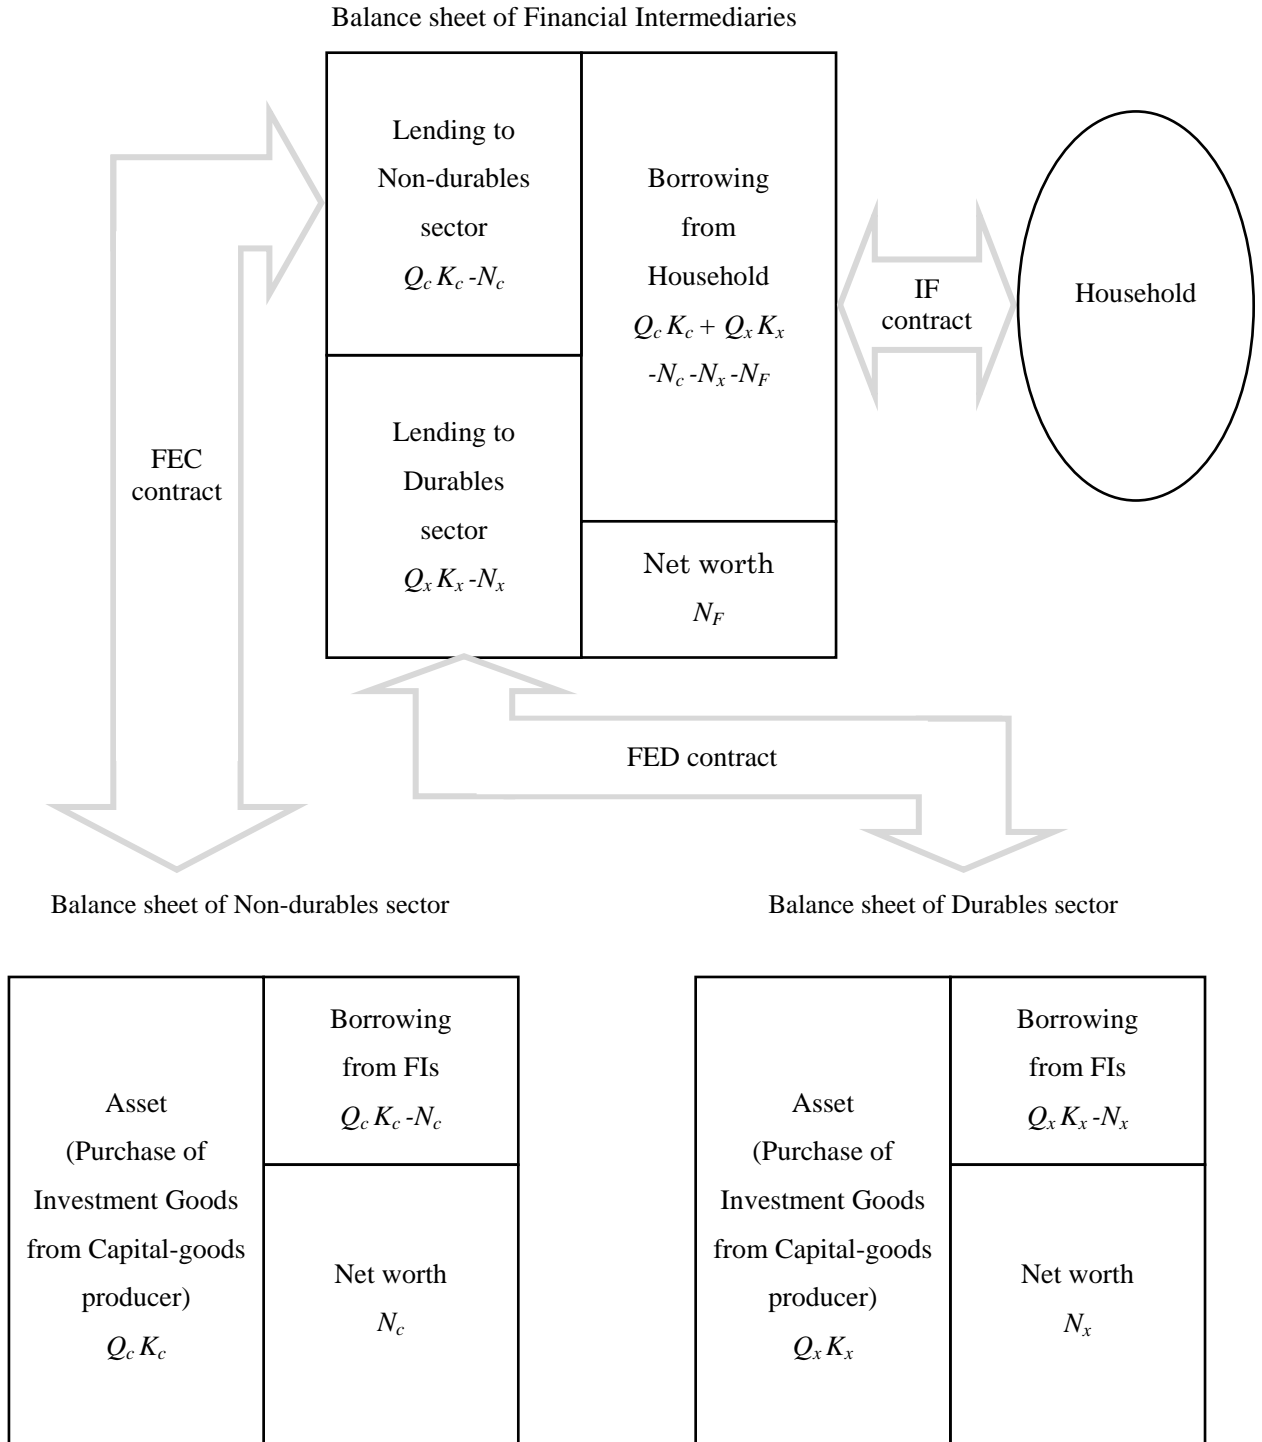 Balance sheet of Financial Intermediaries
Lending to
Non-durables
sector
Q_c K_c -N_c
Borrowing
from
Household
Q_c K_c + Q_x K_x
-N_c -N_x -N_F
IF
contract
Household
Lending to
Durables
sector
Q_x K_x -N_x
Net worth
N_F
FEC
contract
FED contract
Balance sheet of Non-durables sector
Asset
(Purchase of
Investment Goods
from Capital-goods
producer)
Q_c K_c
Borrowing
from FIs
Q_c K_c -N_c
Net worth
N_c
Balance sheet of Durables sector
Asset
(Purchase of
Investment Goods
from Capital-goods
producer)
Q_x K_x
Borrowing
from FIs
Q_x K_x -N_x
Net worth
N_x